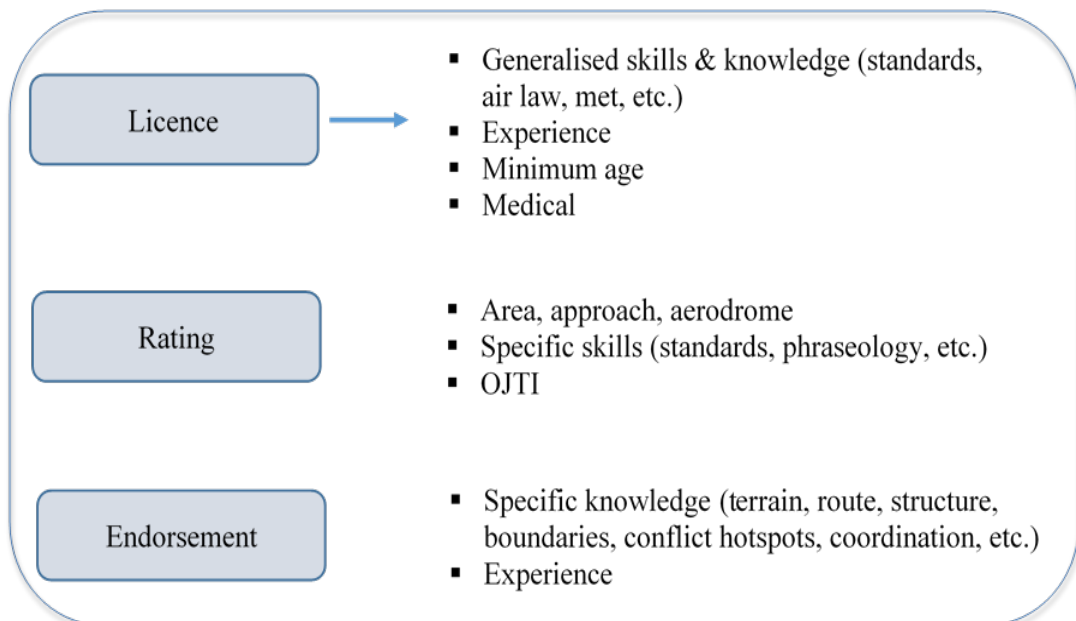 Licence
▪ Generalised skills & knowledge (standards,
air law, met, etc.)
▪ Experience
▪ Minimum age
▪ Medical
Rating
▪ Area, approach, aerodrome
▪ Specific skills (standards, phraseology, etc.)
▪ OJTI
Endorsement
▪ Specific knowledge (terrain, route, structure,
boundaries, conflict hotspots, coordination, etc.)
▪ Experience